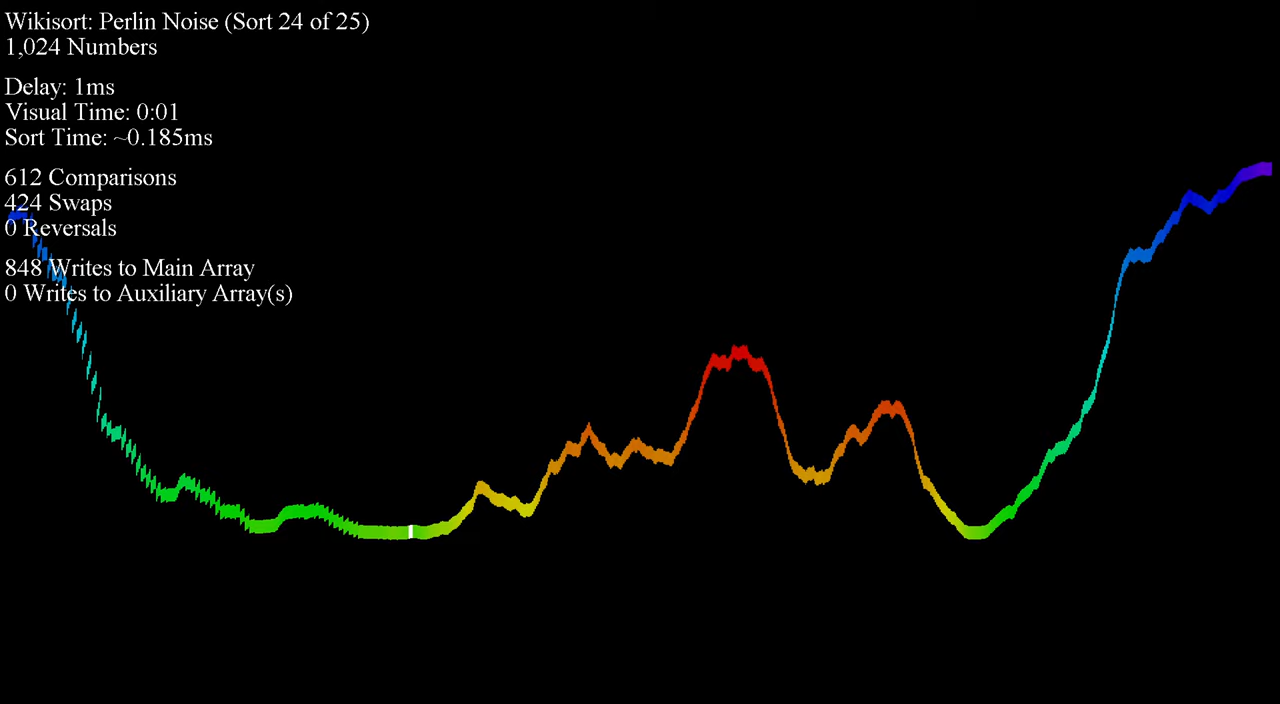 Wikisort: Perlin Noise (Sort 24 of 25)
1,024 Numbers
Delay: 1ms
Visual Time: 0:01
Sort Time: ~0.185ms
612 Comparisons
424 Swaps
0 Reversals
848 Writes to Main Array
0 Writes to Auxiliary Array(s)